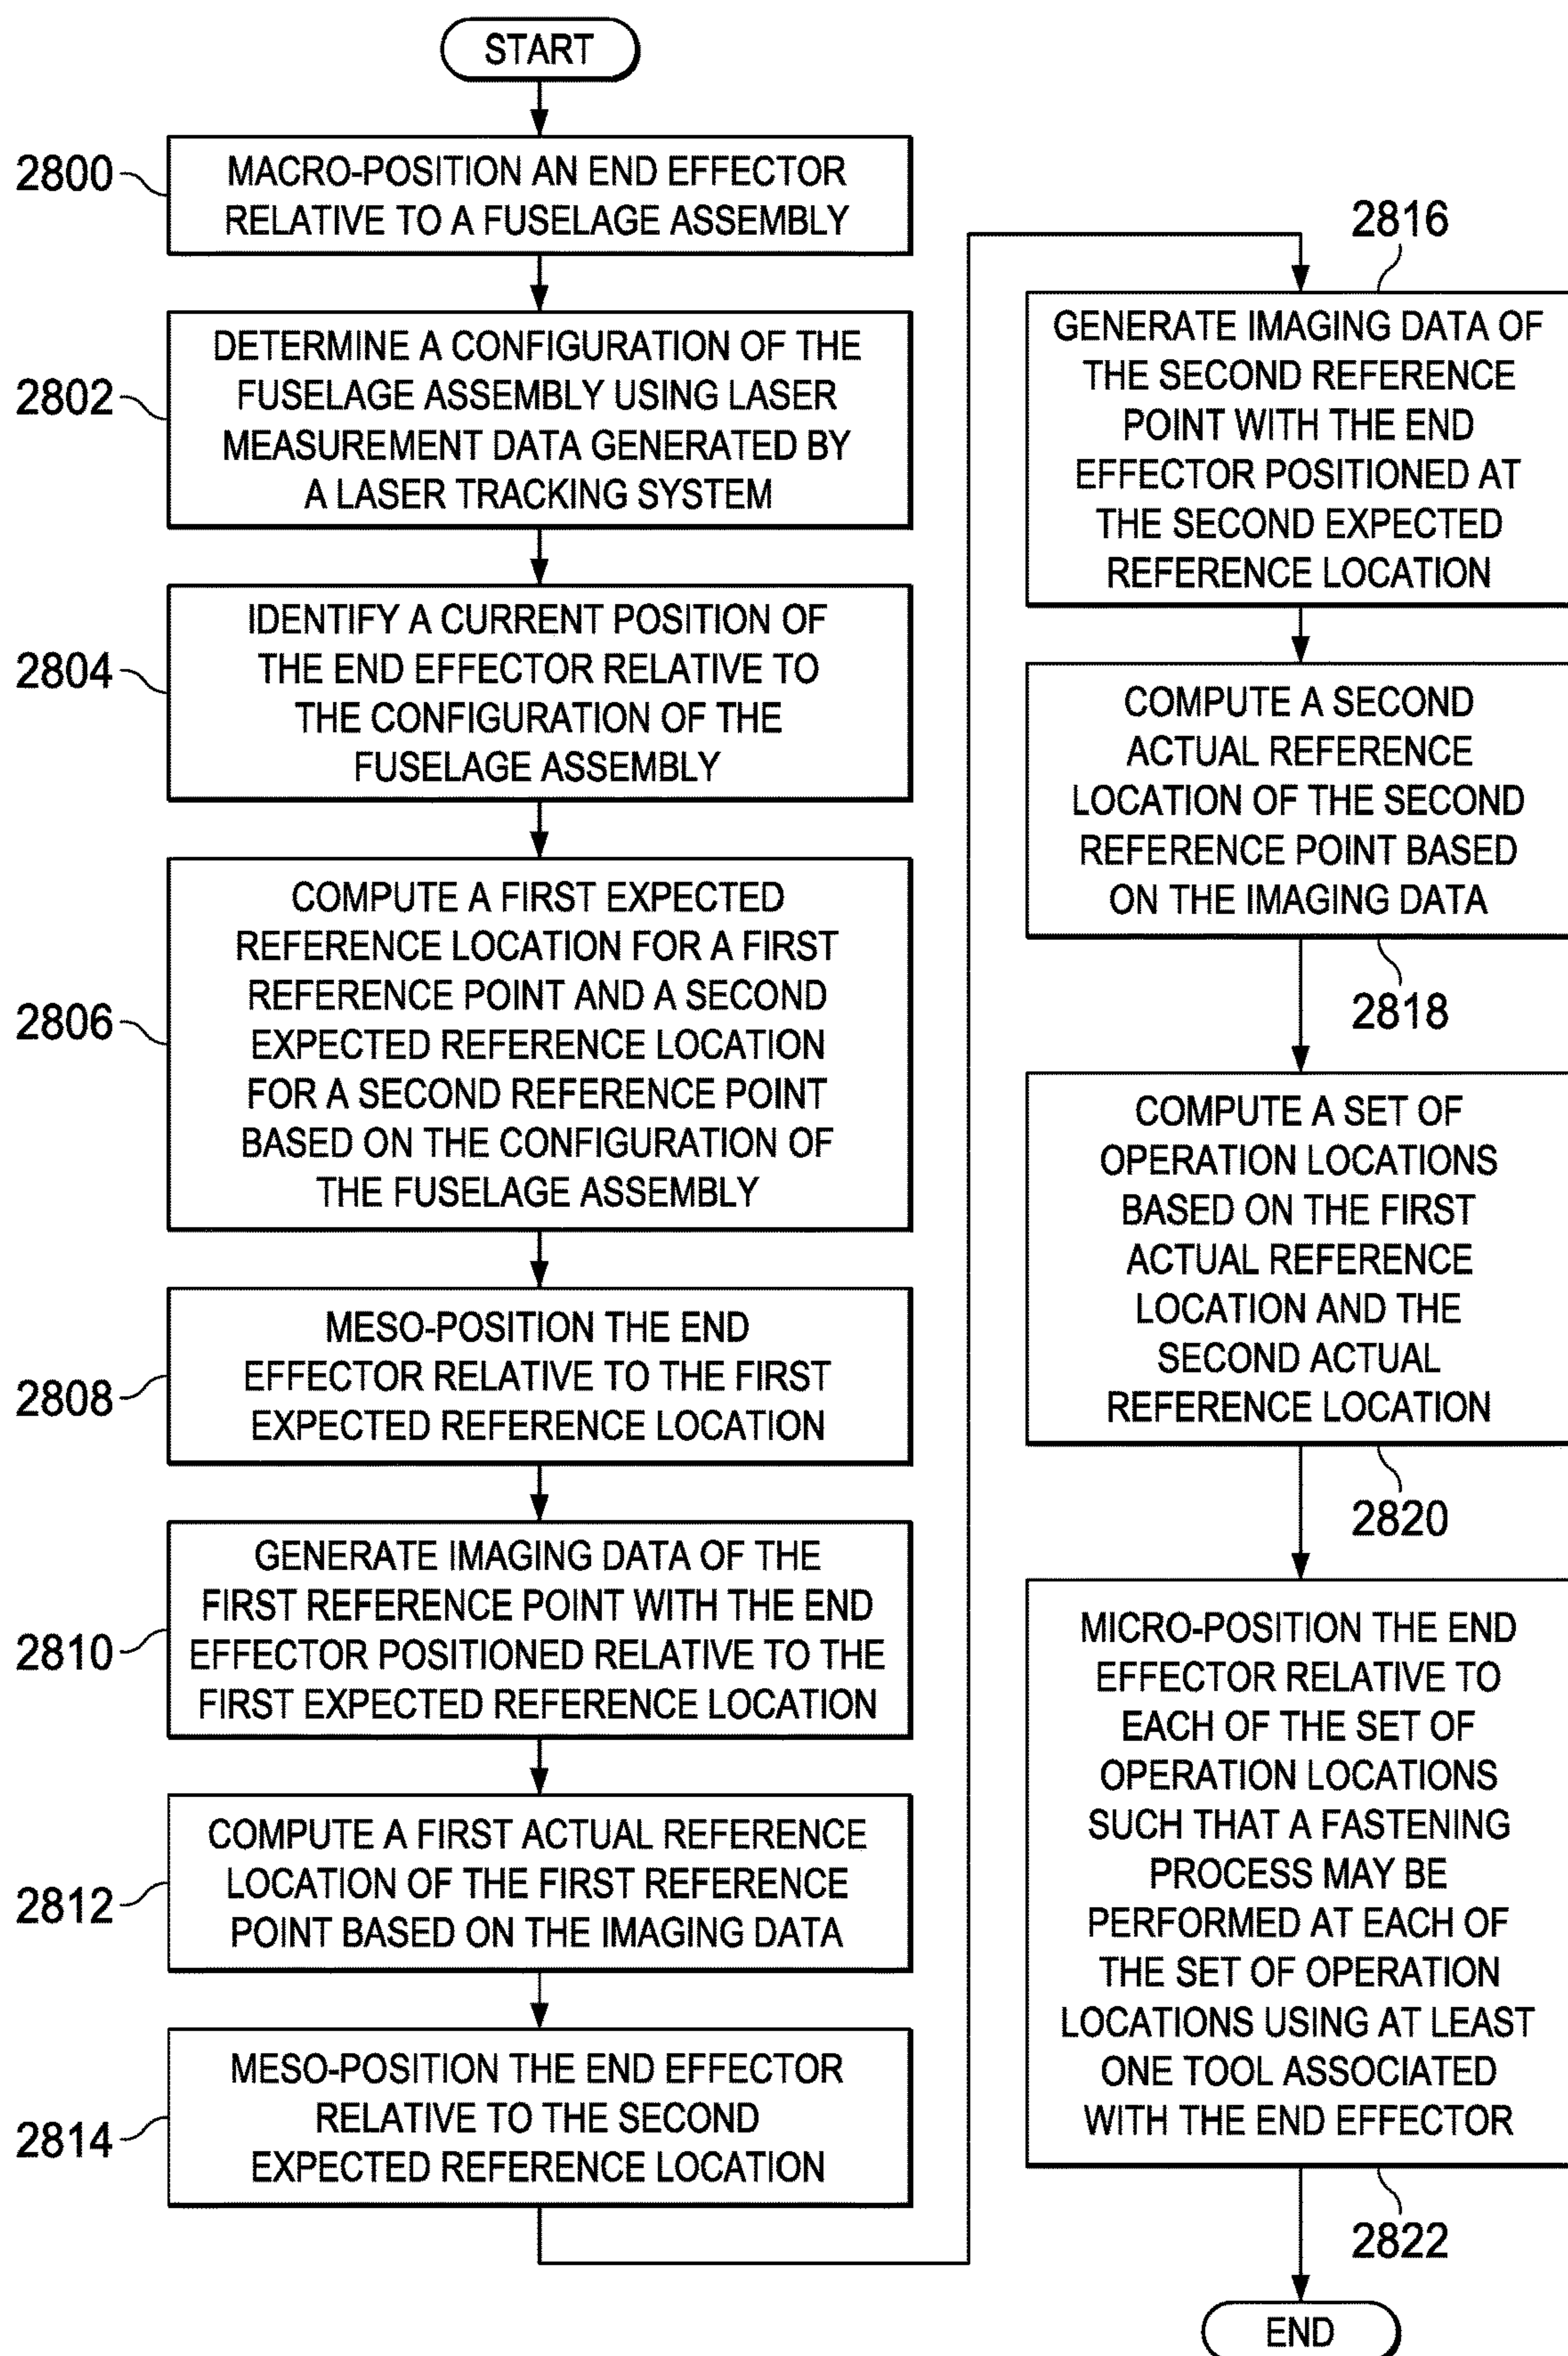 START
2800
MACRO-POSITION AN END EFFECTOR
RELATIVE TO A FUSELAGE ASSEMBLY
2802
DETERMINE A CONFIGURATION OF THE
FUSELAGE ASSEMBLY USING LASER
MEASUREMENT DATA GENERATED BY
A LASER TRACKING SYSTEM
2804
IDENTIFY A CURRENT POSITION OF
THE END EFFECTOR RELATIVE TO
THE CONFIGURATION OF THE
FUSELAGE ASSEMBLY
2806
COMPUTE A FIRST EXPECTED
REFERENCE LOCATION FOR A FIRST
REFERENCE POINT AND A SECOND
EXPECTED REFERENCE LOCATION
FOR A SECOND REFERENCE POINT
BASED ON THE CONFIGURATION OF
THE FUSELAGE ASSEMBLY
2808
MESO-POSITION THE END
EFFECTOR RELATIVE TO THE FIRST
EXPECTED REFERENCE LOCATION
2810
GENERATE IMAGING DATA OF THE
FIRST REFERENCE POINT WITH THE END
EFFECTOR POSITIONED RELATIVE TO THE
FIRST EXPECTED REFERENCE LOCATION
2812
COMPUTE A FIRST ACTUAL REFERENCE
LOCATION OF THE FIRST REFERENCE
POINT BASED ON THE IMAGING DATA
2814
MESO-POSITION THE END EFFECTOR
RELATIVE TO THE SECOND
EXPECTED REFERENCE LOCATION
2816
GENERATE IMAGING DATA OF
THE SECOND REFERENCE
POINT WITH THE END
EFFECTOR POSITIONED AT
THE SECOND EXPECTED
REFERENCE LOCATION
COMPUTE A SECOND
ACTUAL REFERENCE
LOCATION OF THE SECOND
REFERENCE POINT BASED
ON THE IMAGING DATA
2818
COMPUTE A SET OF
OPERATION LOCATIONS
BASED ON THE FIRST
ACTUAL REFERENCE
LOCATION AND THE
SECOND ACTUAL
REFERENCE LOCATION
2820
MICRO-POSITION THE END
EFFECTOR RELATIVE TO
EACH OF THE SET OF
OPERATION LOCATIONS
SUCH THAT A FASTENING
PROCESS MAY BE
PERFORMED AT EACH OF
THE SET OF OPERATION
LOCATIONS USING AT LEAST
ONE TOOL ASSOCIATED
WITH THE END EFFECTOR
2822
END